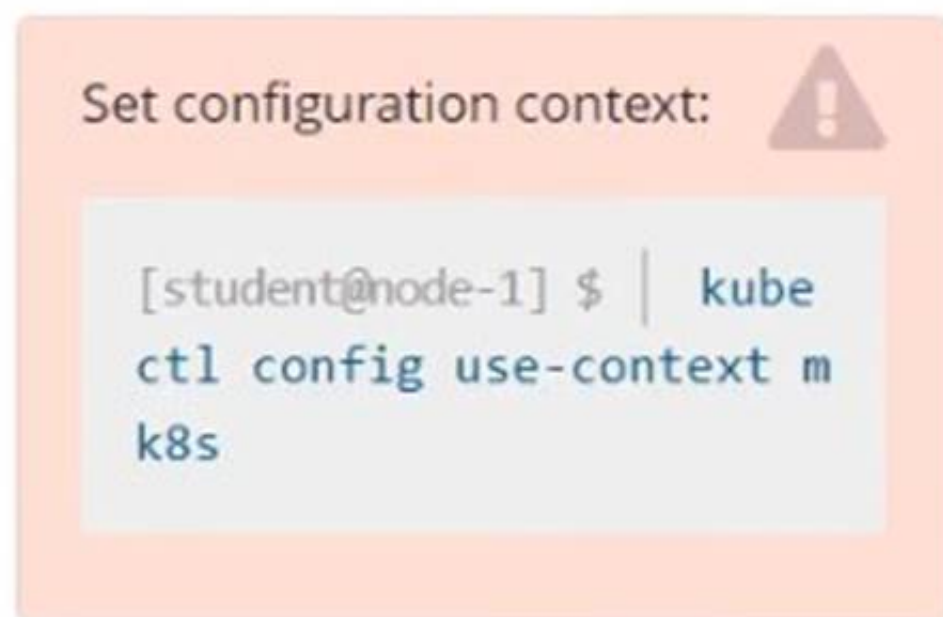 Set configuration context:
[student@node-1] $ | kube
ctl config use-context m
k8s